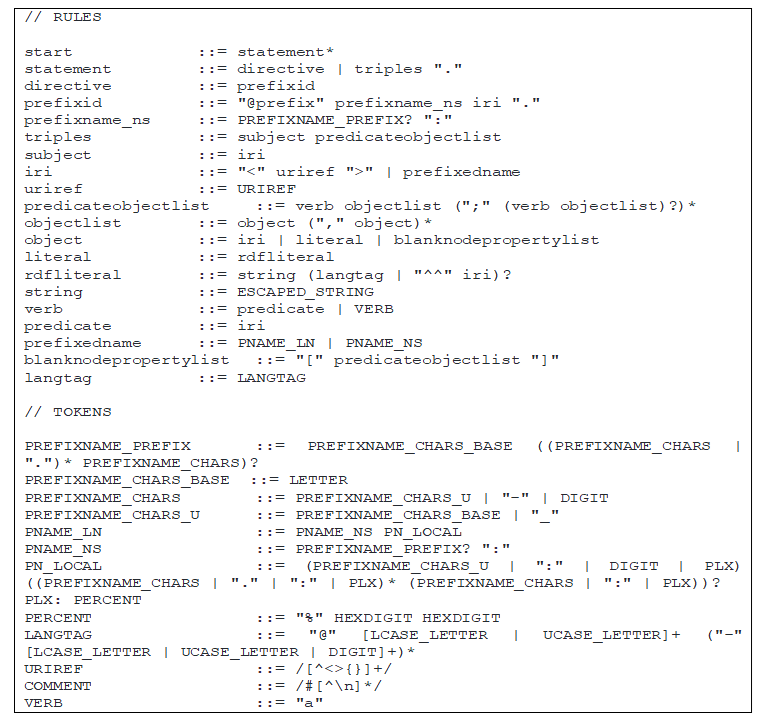 // RULES
start ::= statement*
statement ::= directive | triples "."
directive ::= prefixid
prefixid ::= "@prefix" prefixname_ns iri "."
prefixname_ns ::= PREFIXNAME_PREFIX? ":"
triples ::= subject predicateobjectlist
subject ::= iri
iri ::= "<" uriref ">" | prefixedname
uriref ::= URIREF
predicateobjectlist ::= verb objectlist (";" (verb objectlist)?)*
objectlist ::= object ("," object)*
object ::= iri | literal | blanknodepropertylist
literal ::= rdfliteral
rdfliteral ::= string (langtag | "^^" iri)?
string ::= ESCAPED_STRING
verb ::= predicate | VERB
predicate ::= iri
prefixedname ::= PNAME_LN | PNAME_NS
blanknodepropertylist ::= "[" predicateobjectlist "]"
langtag ::= LANGTAG
// TOKENS
PREFIXNAME_PREFIX ::= PREFIXNAME_CHARS_BASE ((PREFIXNAME_CHARS |
".")* PREFIXNAME_CHARS)?
PREFIXNAME_CHARS_BASE ::= LETTER
PREFIXNAME_CHARS ::= PREFIXNAME_CHARS_U | "-" | DIGIT
PREFIXNAME_CHARS_U ::= PREFIXNAME_CHARS_BASE | "_"
PNAME_LN ::= PNAME_NS PN_LOCAL
PNAME_NS ::= PREFIXNAME_PREFIX? ":"
PN_LOCAL ::= (PREFIXNAME_CHARS_U | ":" | DIGIT | PLX)
((PREFIXNAME_CHARS | "." | ":" | PLX)* (PREFIXNAME_CHARS | ":" | PLX))?
PLX: PERCENT
PERCENT ::= "%" HEXDIGIT HEXDIGIT
LANGTAG ::= "@" [LCASE_LETTER | UCASE_LETTER]+ ("-"
[LCASE_LETTER | UCASE_LETTER | DIGIT]+)*
URIREF ::= /[^<>{}]+/
COMMENT ::= /#[^\n]*/
VERB ::= "a"